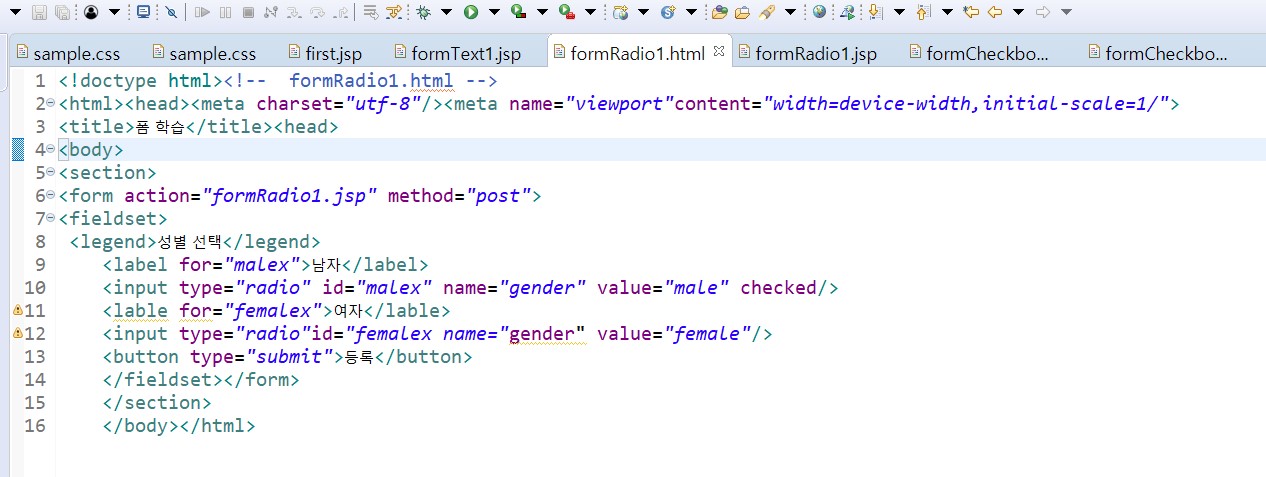 sample.css sample.css first.jsp formText1.jsp formRadio1.html formRadio1.jsp formCheckbo... formCheckbo...
1 <!doctype html><!--  formRadio1.html -->
2 <html><head><meta charset="utf-8"/><meta name="viewport"content="width=device-width,initial-scale=1/">
3 <title>폼 학습</title><head>
4 <body>
5 <section>
6 <form action="formRadio1.jsp" method="post">
7 <fieldset>
8  <legend>성별 선택</legend>
9     <label for="malex">남자</label>
10     <input type="radio" id="malex" name="gender" value="male" checked/>
11     <lable for="femalex">여자</lable>
12     <input type="radio"id="femalex name="gender" value="female"/>
13     <button type="submit">등록</button>
14     </fieldset></form>
15     </section>
16     </body></html>